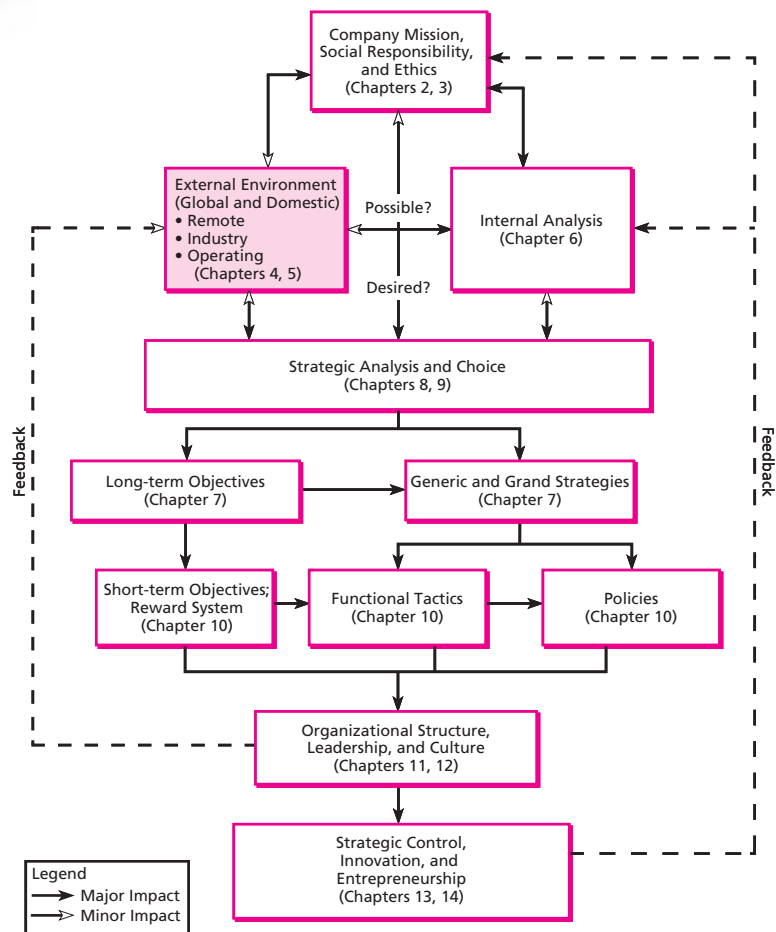 Company Mission,
Social Responsibility,
and Ethics
(Chapters 2, 3)
External Environment
(Global and Domestic)
• Remote
• Industry
• Operating
(Chapters 4, 5)
Possible?
Desired?
Internal Analysis
(Chapter 6)
Strategic Analysis and Choice
(Chapters 8, 9)
Feedback
Feedback
Long-term Objectives
(Chapter 7)
Generic and Grand Strategies
(Chapter 7)
Short-term Objectives;
Reward System
(Chapter 10)
Functional Tactics
(Chapter 10)
Policies
(Chapter 10)
Organizational Structure,
Leadership, and Culture
(Chapters 11, 12)
Strategic Control,
Innovation, and
Entrepreneurship
(Chapters 13, 14)
Legend
Major Impact
Minor Impact